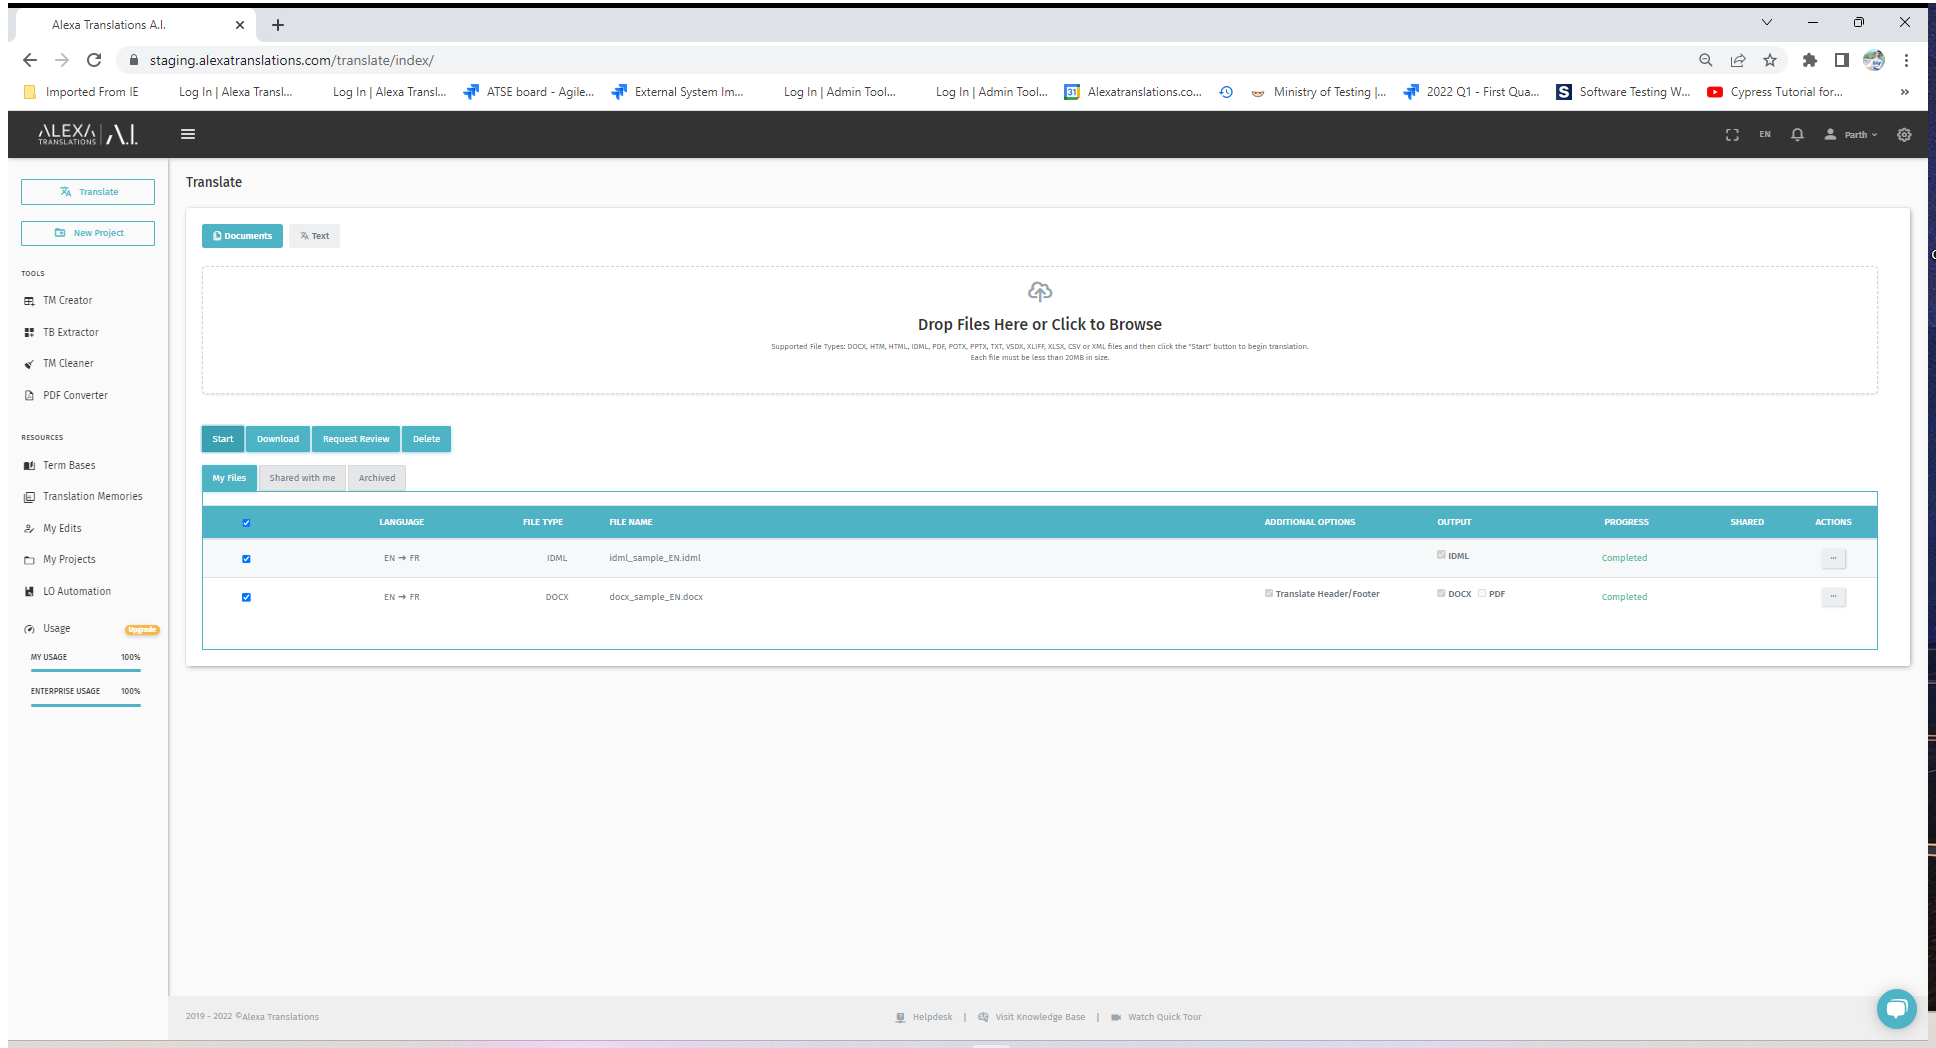 Alexa Translations A.I.
staging.alexatranslations.com/translate/index/
Imported From IE
Log In | Alexa Transl...
Log In | Alexa Transl...
ATSE board - Agile...
External System Im...
Log In | Admin Tool...
Log In | Admin Tool...
31
Alexatranslations.co...
Ministry of Testing |...
2022 Q1 - First Qua...
S
Software Testing W...
Cypress Tutorial for...
»
ALEXA TRANSLATIONS | A.I.
EN
Parth
Translate
New Project
TOOLS
TM Creator
TB Extractor
TM Cleaner
PDF Converter
RESOURCES
Term Bases
Translation Memories
My Edits
My Projects
LO Automation
Usage Upgrade
MY USAGE 100%
ENTERPRISE USAGE 100%
Translate
Documents Text
Drop Files Here or Click to Browse
Supported File Types: DOCX, HTM, HTML, IDML, PDF, POTX, PPTX, TXT, VSDX, XLIFF, XLSX, CSV or XML files and then click the "Start" button to begin translation.
Each file must be less than 20MB in size.
Start Download Request Review Delete
My Files Shared with me Archived
LANGUAGE FILE TYPE FILE NAME ADDITIONAL OPTIONS OUTPUT PROGRESS SHARED ACTIONS
EN → FR IDML idml_sample_EN.idml IDML Completed ...
EN → FR DOCX docx_sample_EN.docx Translate Header/Footer DOCX PDF Completed ...
2019 - 2022 ©Alexa Translations
Helpdesk | Visit Knowledge Base | Watch Quick Tour